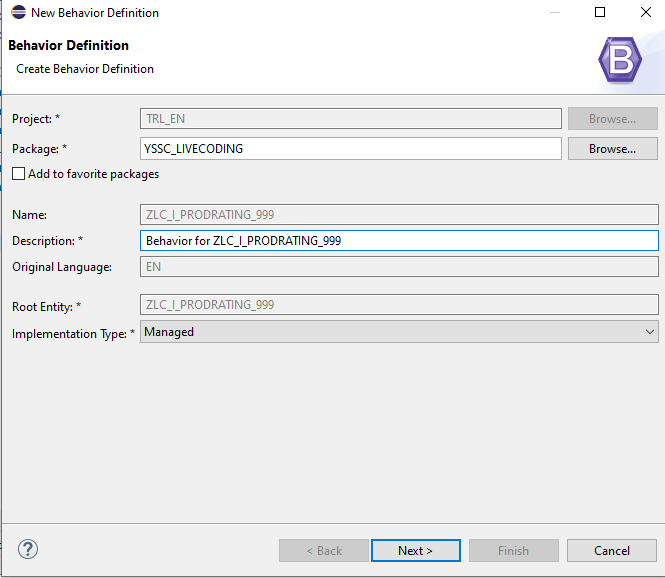 New Behavior Definition
Behavior Definition
Create Behavior Definition
B
Project: * TRL_EN Browse...
Package: * YSSC_LIVECODING Browse...
Add to favorite packages
Name: ZLC_I_PRODRATING_999
Description: * Behavior for ZLC_I_PRODRATING_999
Original Language: EN
Root Entity: * ZLC_I_PRODRATING_999
Implementation Type: * Managed
? < Back Next > Finish Cancel